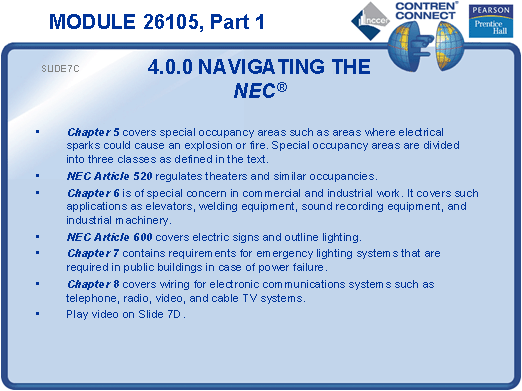 MODULE 26105, Part 1
nccer
CONTREN®
CONNECT
PEARSON
Prentice
Hall
SLIDE 7C
4.0.0 NAVIGATING THE
NEC®
• Chapter 5 covers special occupancy areas such as areas where electrical
sparks could cause an explosion or fire. Special occupancy areas are divided
into three classes as defined in the text.
• NEC Article 520 regulates theaters and similar occupancies.
• Chapter 6 is of special concern in commercial and industrial work. It covers such
applications as elevators, welding equipment, sound recording equipment, and
industrial machinery.
• NEC Article 600 covers electric signs and outline lighting.
• Chapter 7 contains requirements for emergency lighting systems that are
required in public buildings in case of power failure.
• Chapter 8 covers wiring for electronic communications systems such as
telephone, radio, video, and cable TV systems.
• Play video on Slide 7D.